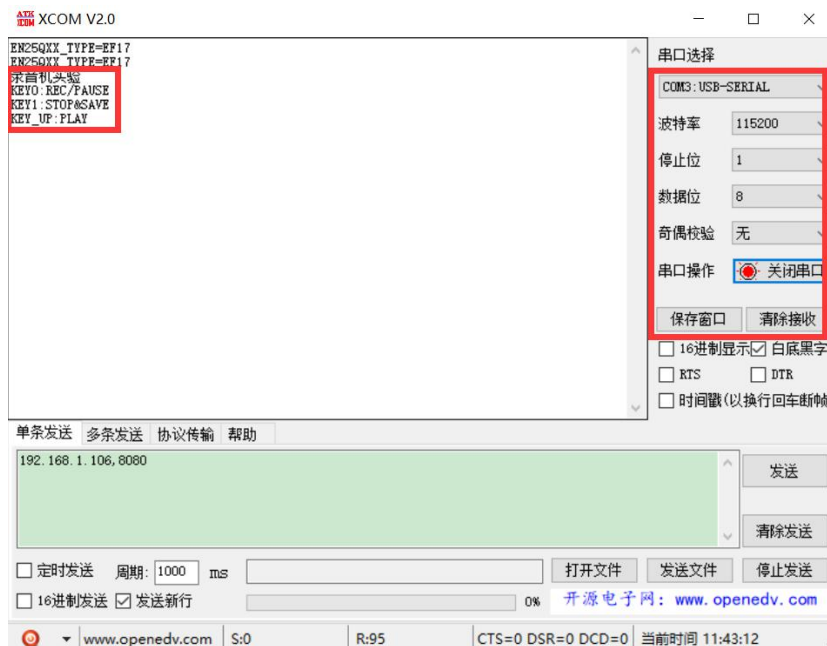 XCOM V2.0
EN25QXX_TYPE=EF17
EN25QXX_TYPE=EF17
录音机实验
KEY0:REC/PAUSE
KEY1:STOP&SAVE
KEY_UP:PLAY
串口选择
COM3:USB-SERIAL
波特率 115200
停止位 1
数据位 8
奇偶校验 无
串口操作 关闭串口
保存窗口 清除接收
16进制显示 白底黑字
RTS DTR
时间戳(以换行回车断帧
单条发送 多条发送 协议传输 帮助
192.168.1.106,8080
发送
清除发送
定时发送 周期: 1000 ms 打开文件 发送文件 停止发送
16进制发送 发送新行 0% 开源电子网: www.openedv.com
www.openedv.com S:0 R:95 CTS=0 DSR=0 DCD=0 当前时间 11:43:12